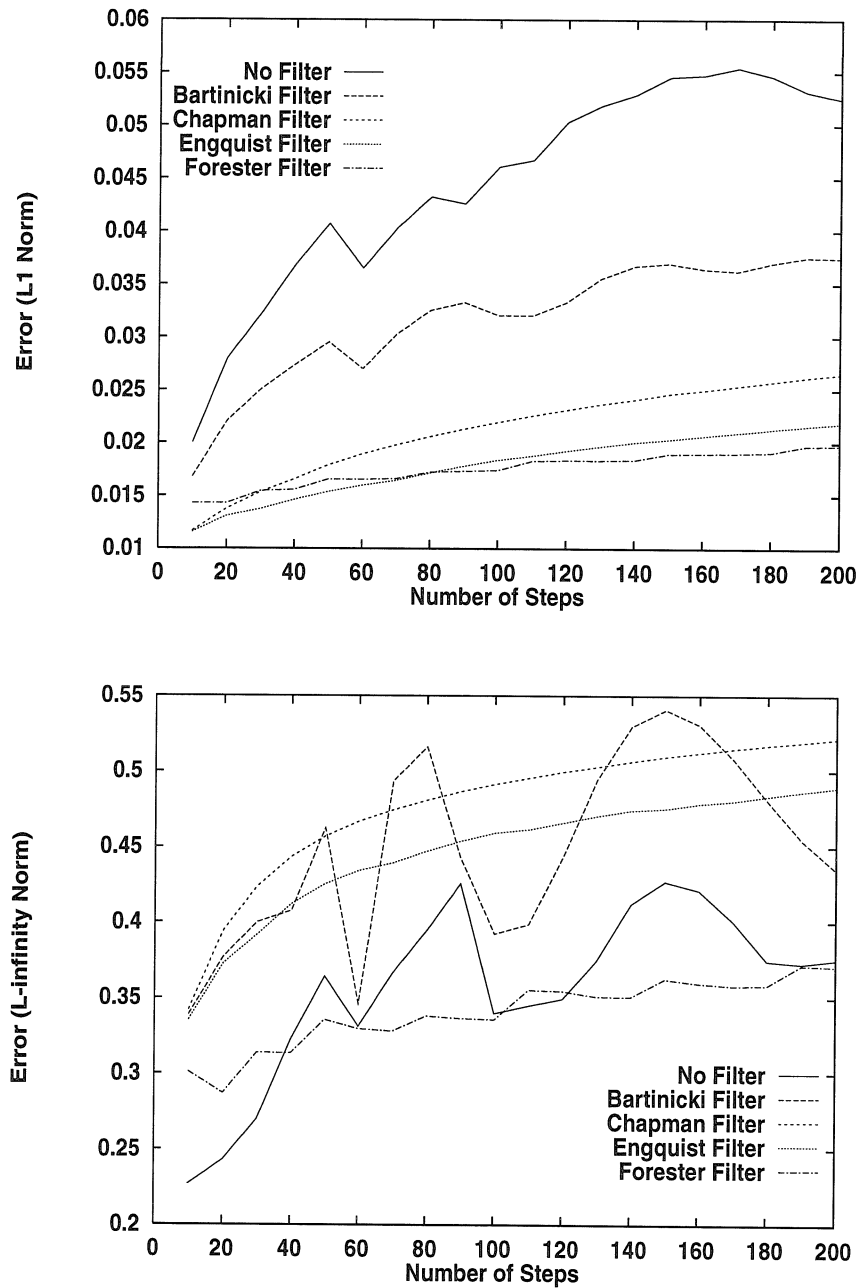 0.06
0.055
0.05
0.045
0.04
0.035
0.03
0.025
0.02
0.015
0.01
Error (L1 Norm)
No Filter
Bartinicki Filter
Chapman Filter
Engquist Filter
Forester Filter
0 20 40 60 80 100 120 140 160 180 200
Number of Steps
0.55
0.5
0.45
0.4
0.35
0.3
0.25
0.2
Error (L-infinity Norm)
No Filter
Bartinicki Filter
Chapman Filter
Engquist Filter
Forester Filter
0 20 40 60 80 100 120 140 160 180 200
Number of Steps